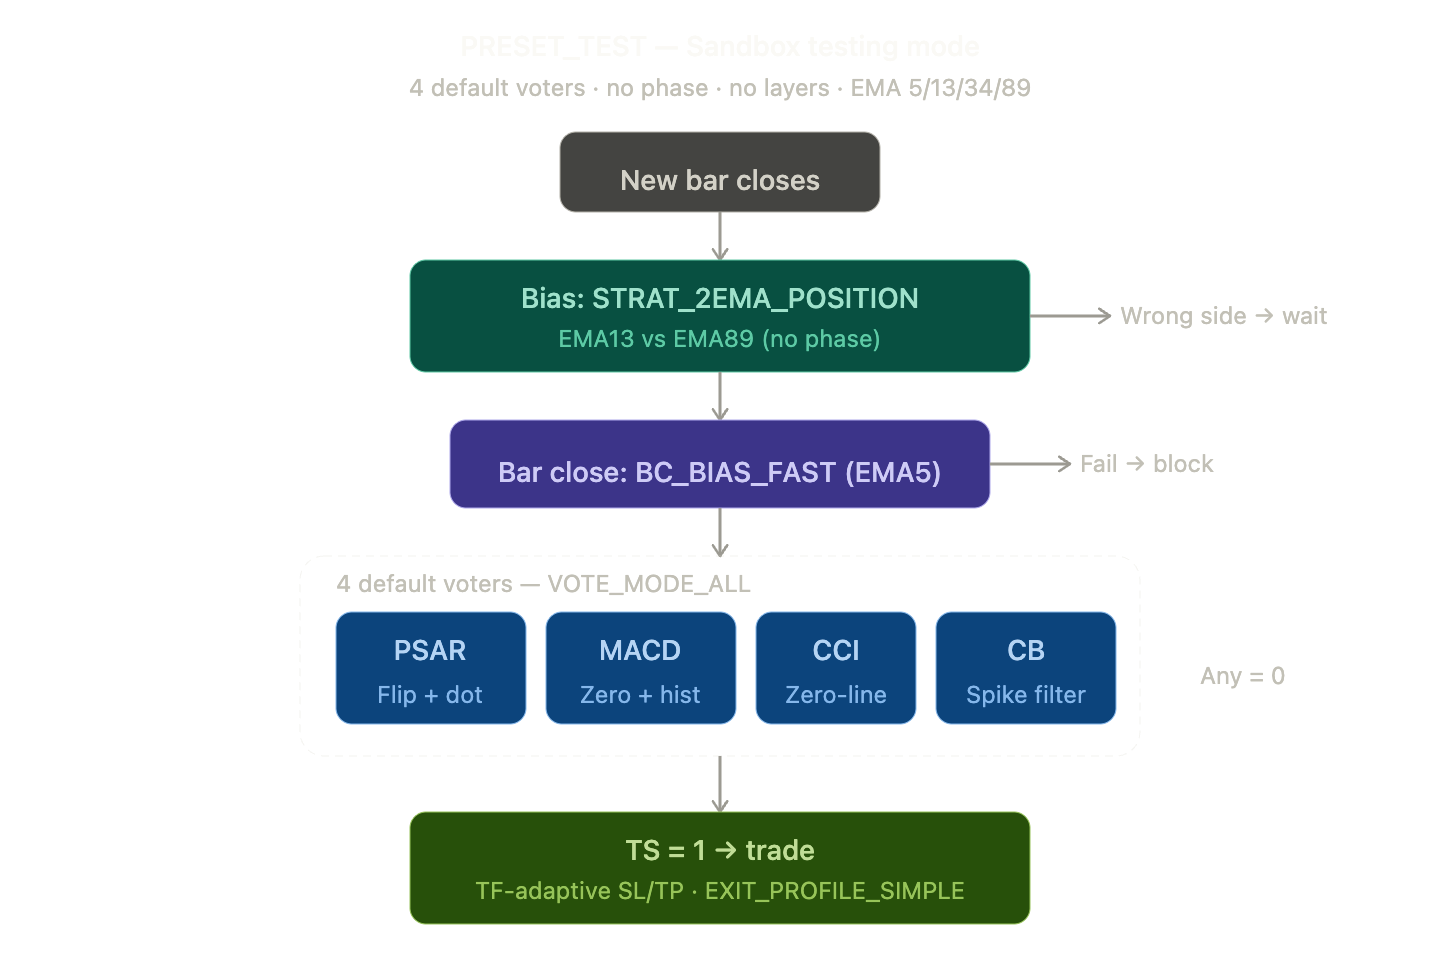 PRESET_TEST — Sandbox testing mode
4 default voters · no phase · no layers · EMA 5/13/34/89
New bar closes
Bias: STRAT_2EMA_POSITION
EMA13 vs EMA89 (no phase)
Wrong side → wait
Bar close: BC_BIAS_FAST (EMA5)
Fail → block
4 default voters — VOTE_MODE_ALL
PSAR
Flip + dot
MACD
Zero + hist
CCI
Zero-line
CB
Spike filter
Any = 0
TS = 1 → trade
TF-adaptive SL/TP · EXIT_PROFILE_SIMPLE